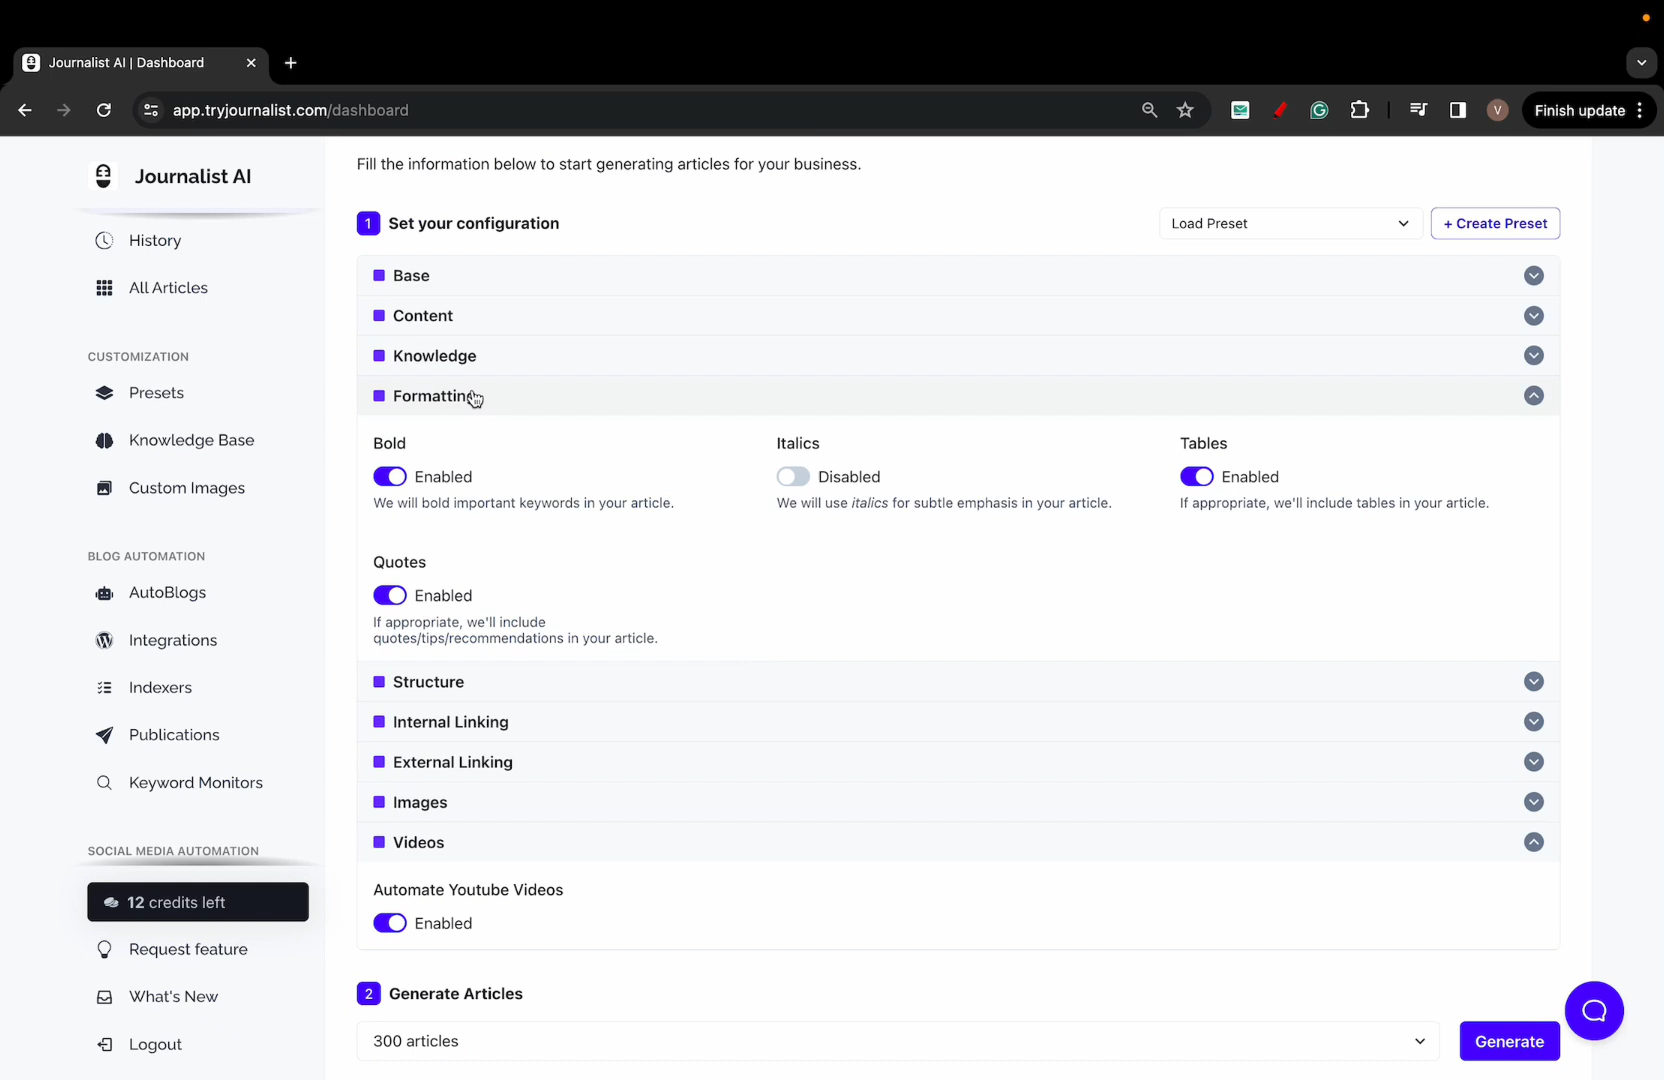 Journalist AI | Dashboard
app.tryjournalist.com/dashboard
V
Finish update
Journalist AI
History
All Articles
CUSTOMIZATION
Presets
Knowledge Base
Custom Images
BLOG AUTOMATION
AutoBlogs
Integrations
Indexers
Publications
Keyword Monitors
SOCIAL MEDIA AUTOMATION
12 credits left
Request feature
What's New
Logout
Fill the information below to start generating articles for your business.
1 Set your configuration
Load Preset
+ Create Preset
Base
Content
Knowledge
Formatting
Bold
Enabled
We will bold important keywords in your article.
Italics
Disabled
We will use italics for subtle emphasis in your article.
Tables
Enabled
If appropriate, we'll include tables in your article.
Quotes
Enabled
If appropriate, we'll include
quotes/tips/recommendations in your article.
Structure
Internal Linking
External Linking
Images
Videos
Automate Youtube Videos
Enabled
2 Generate Articles
300 articles
Generate